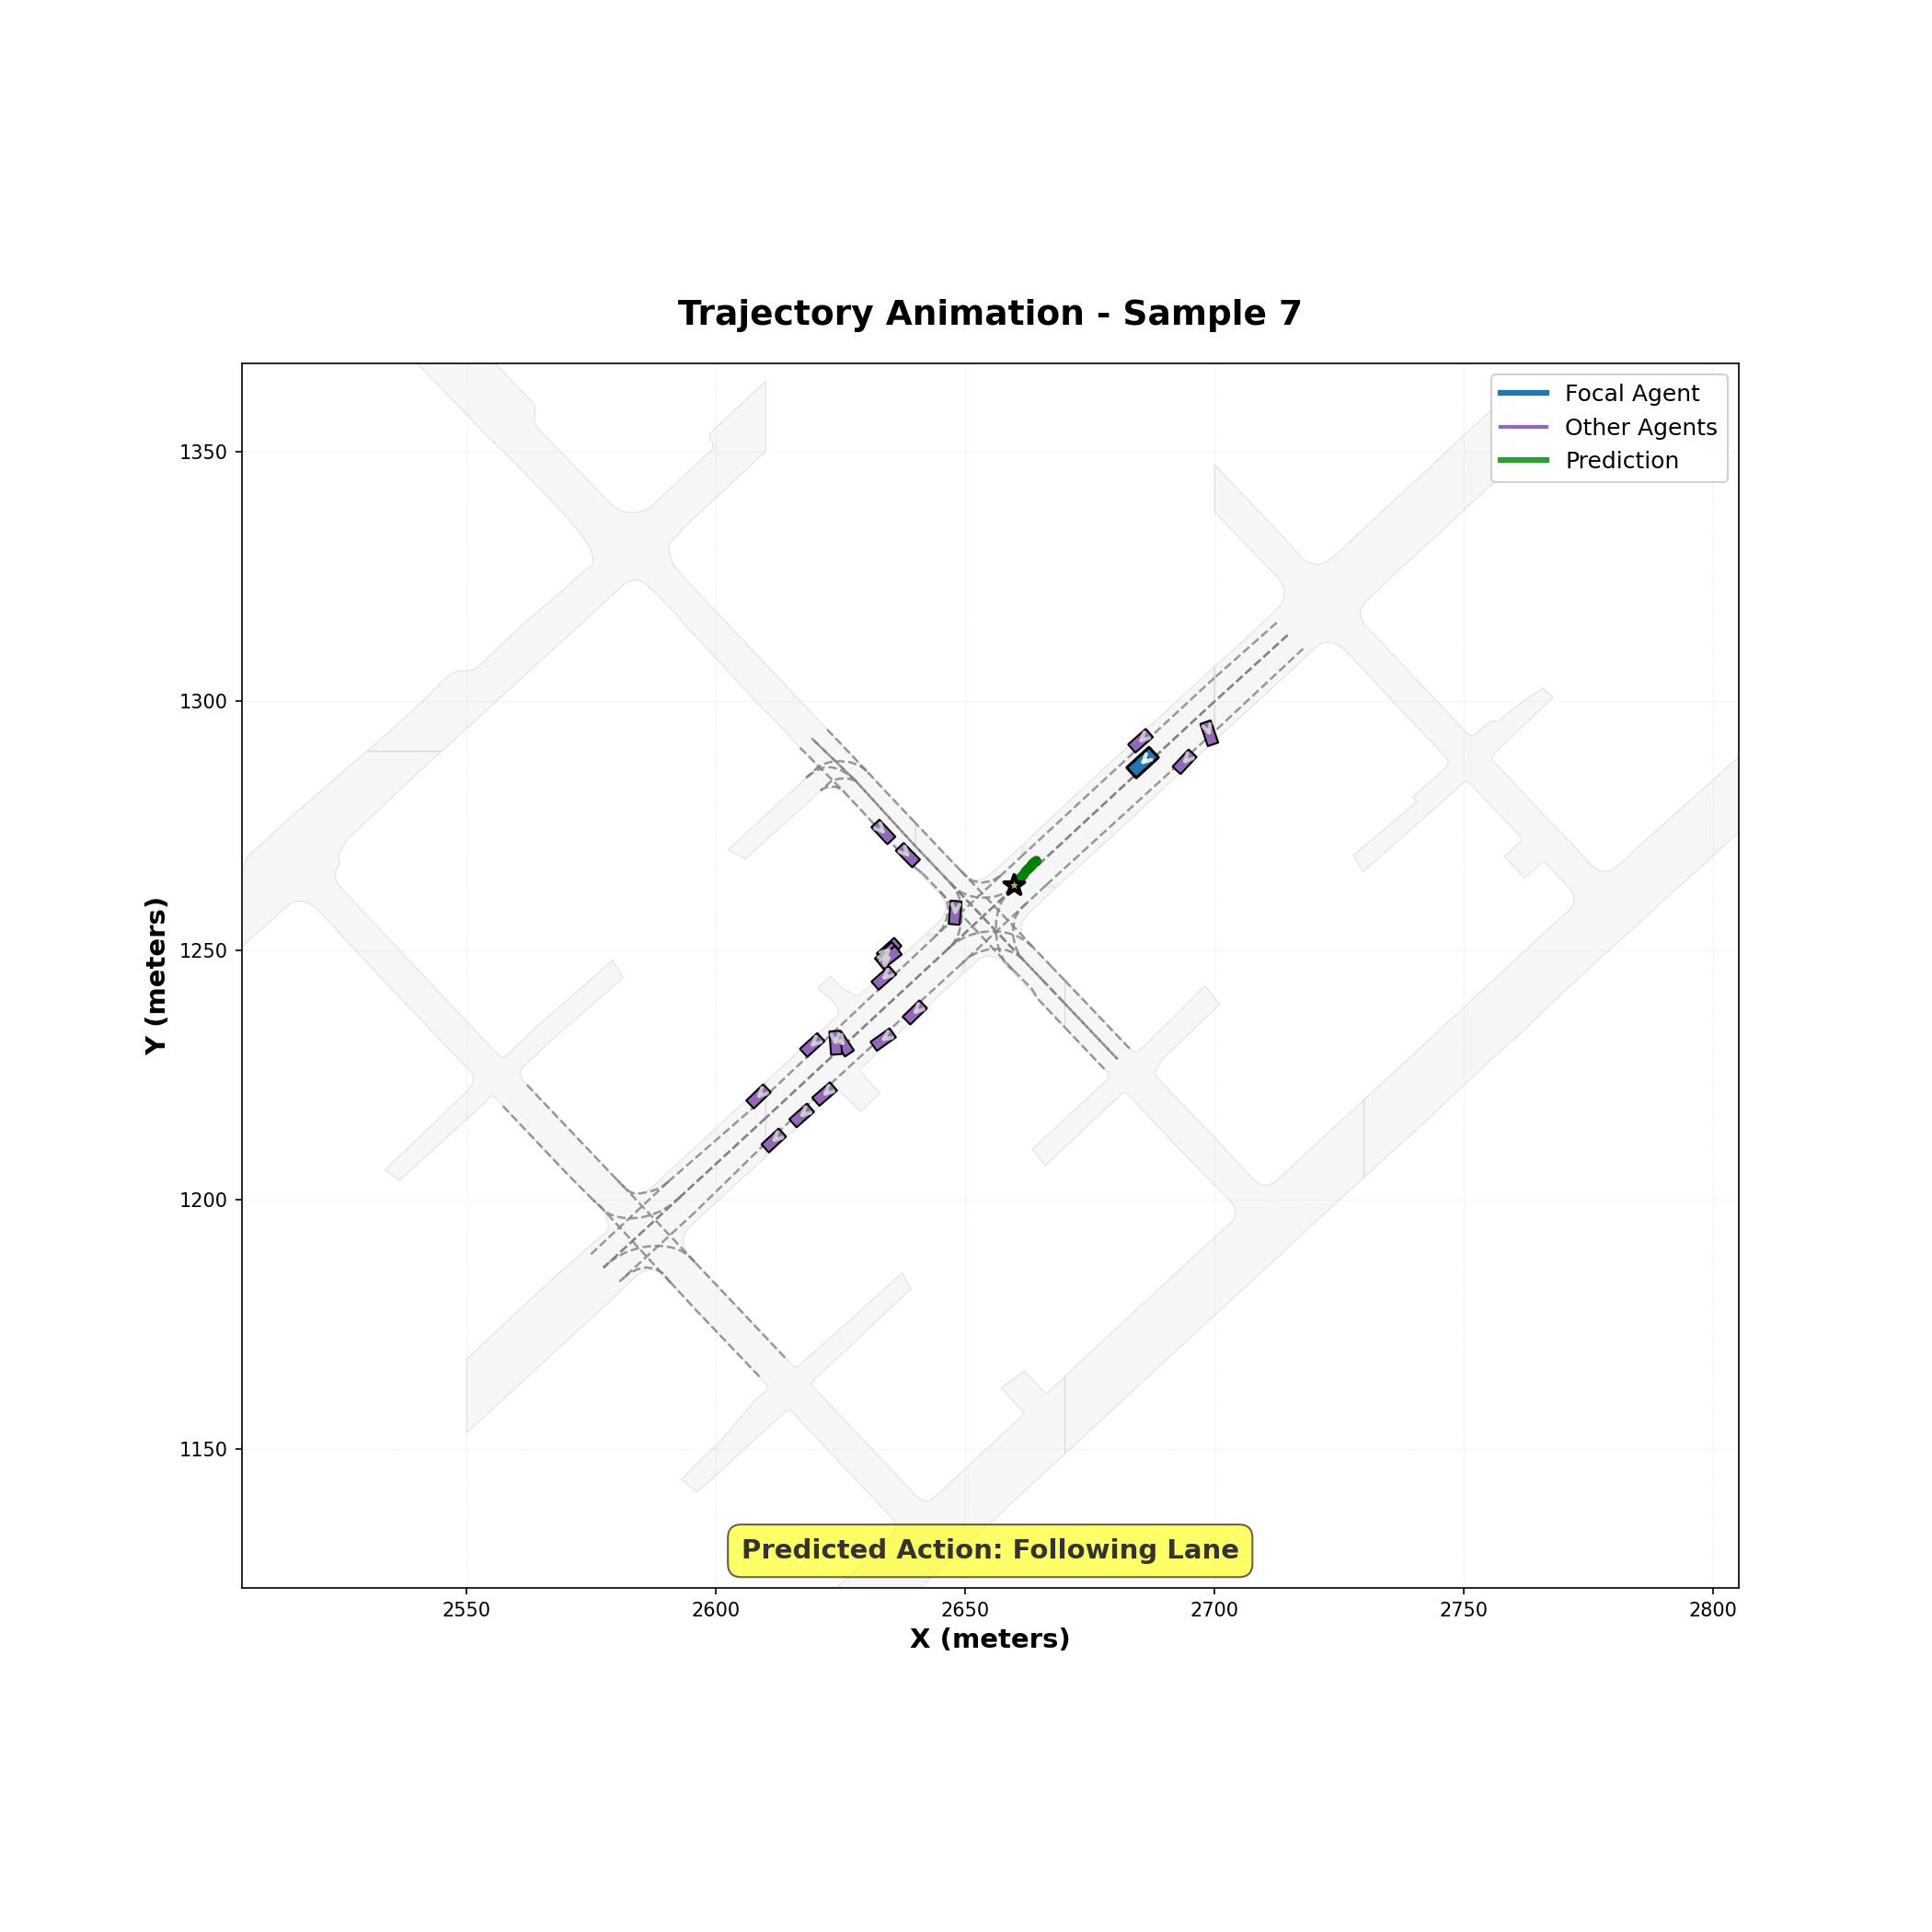 Trajectory Animation - Sample 7
Focal Agent
Other Agents
Prediction
Y (meters)
1350
1300
1250
1200
1150
Predicted Action: Following Lane
2550 2600 2650 2700 2750 2800
X (meters)